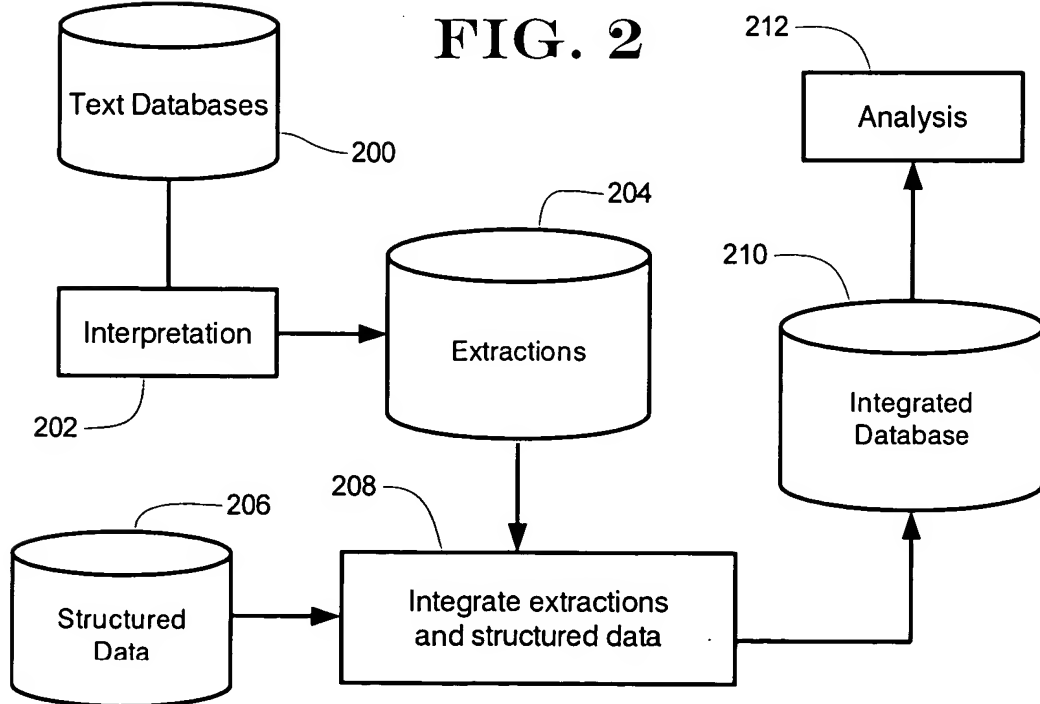 FIG. 2
212
Text Databases
Analysis
200
204
210
Interpretation
Extractions
202
Integrated
Database
208
206
Structured
Data
Integrate extractions
and structured data